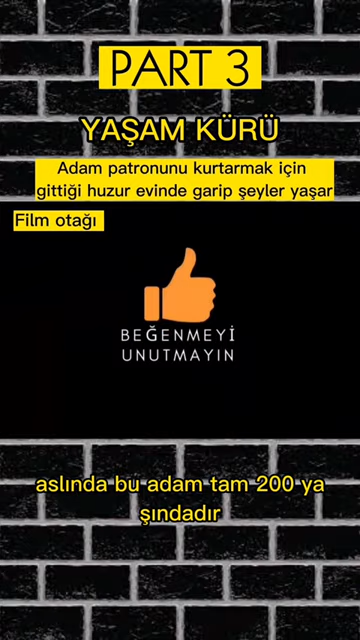 PART 3
YAŞAM KÜRÜ
Adam patronunu kurtarmak için
gittiği huzur evinde garip şeyler yaşar
Film otağı
BEĞENMEYİ
UNUTMAYIN
aslında bu adam tam 200 ya
şındadır